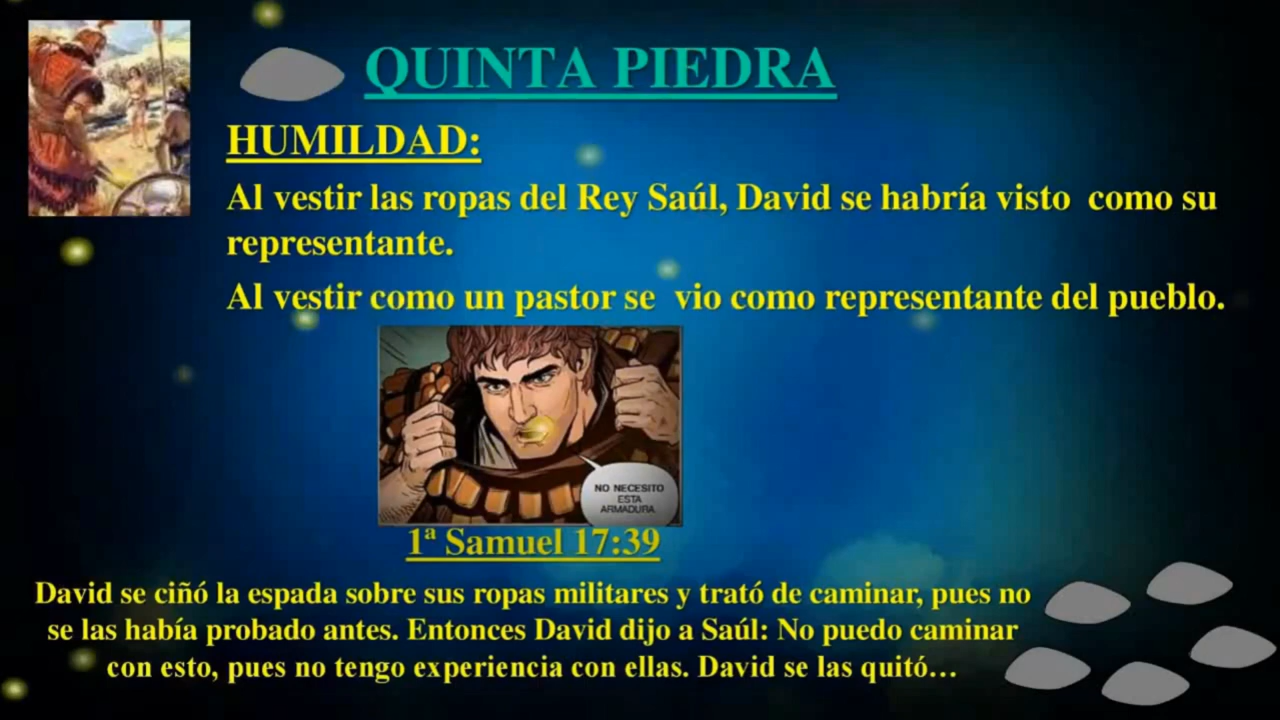 QUINTA PIEDRA
HUMILDAD:
Al vestir las ropas del Rey Saúl, David se habría visto como su
representante.
Al vestir como un pastor se vio como representante del pueblo.
NO NECESITO
ESTA
ARMADURA.
1ª Samuel 17:39
David se ciñó la espada sobre sus ropas militares y trató de caminar, pues no
se las había probado antes. Entonces David dijo a Saúl: No puedo caminar
con esto, pues no tengo experiencia con ellas. David se las quitó…